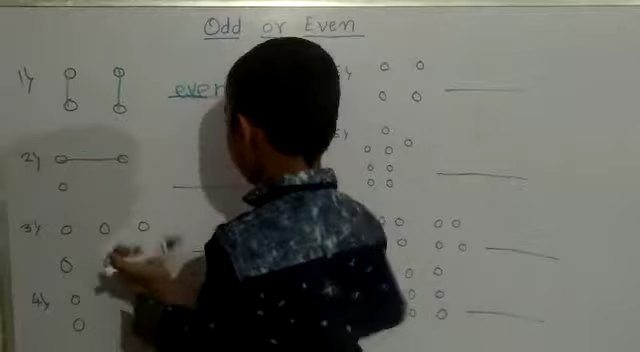 Odd or Even
1)
even
2)
3)
4)